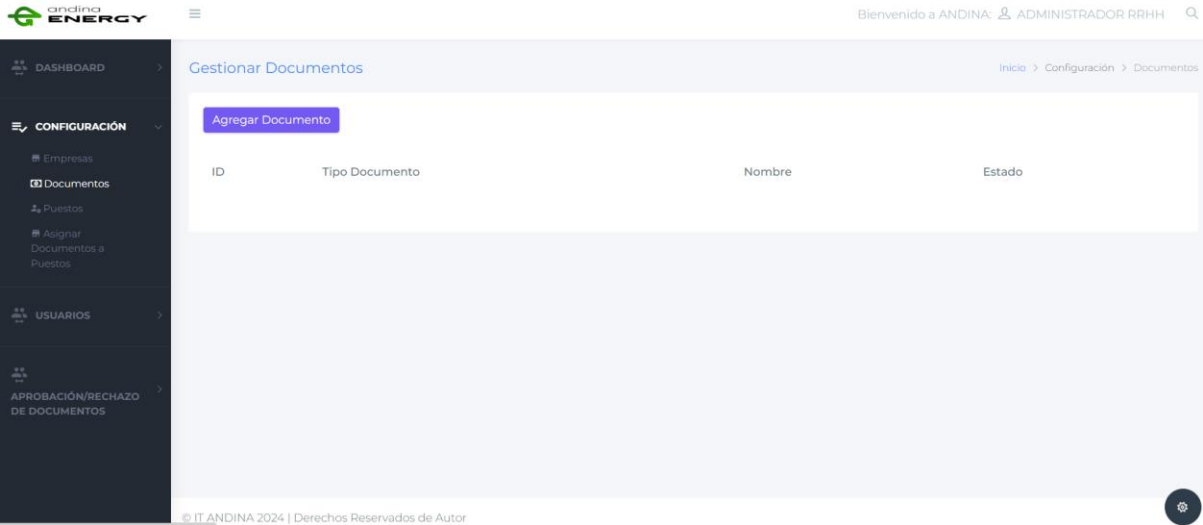 andina
ENERGY
Bienvenido a ANDINA: ADMINISTRADOR RRHH
DASHBOARD
CONFIGURACIÓN
Empresas
Documentos
Puestos
Asignar
Documentos a
Puestos
USUARIOS
APROBACIÓN/RECHAZO
DE DOCUMENTOS
Gestionar Documentos
Inicio > Configuración > Documentos
Agregar Documento
ID Tipo Documento Nombre Estado
© IT ANDINA 2024 | Derechos Reservados de Autor